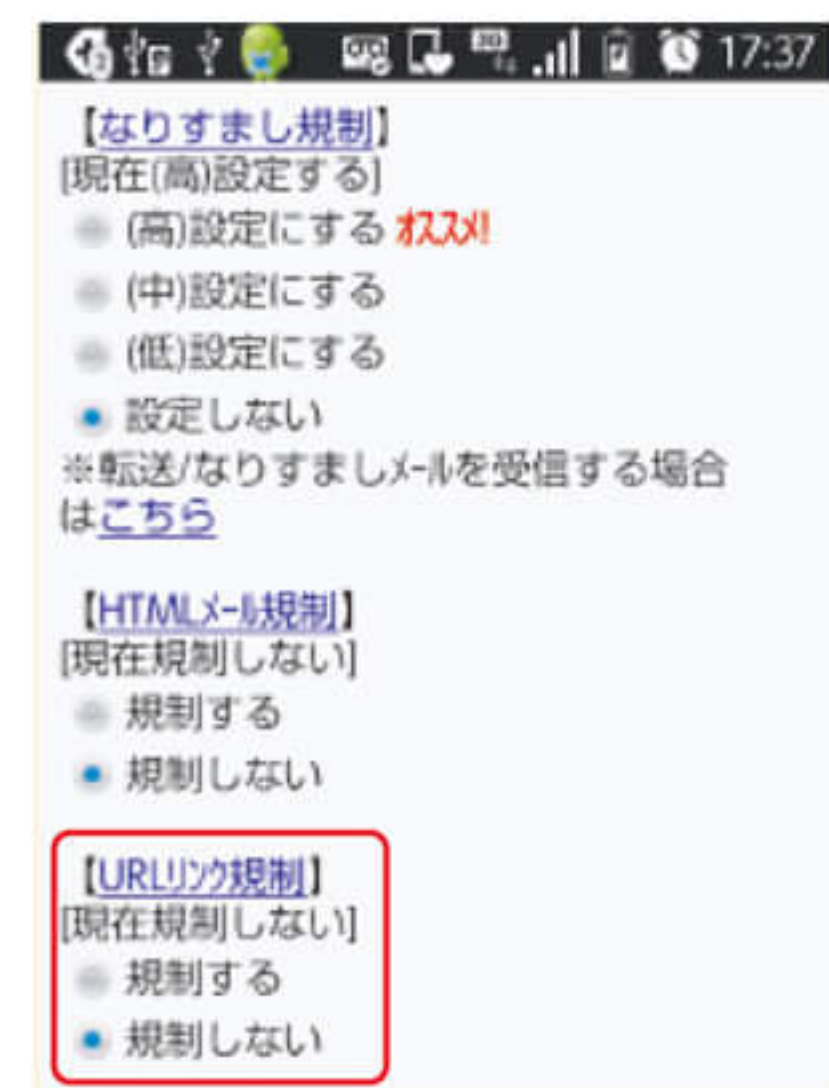 17:37
【なりすまし規制】
[現在(高)設定する]
(高)設定にする ｵｽｽﾒ!
(中)設定にする
(低)設定にする
設定しない
※転送/なりすましﾒｰﾙを受信する場合
はこちら
【HTMLﾒｰﾙ規制】
[現在規制しない]
規制する
規制しない
【URLﾘﾝｸ規制】
[現在規制しない]
規制する
規制しない